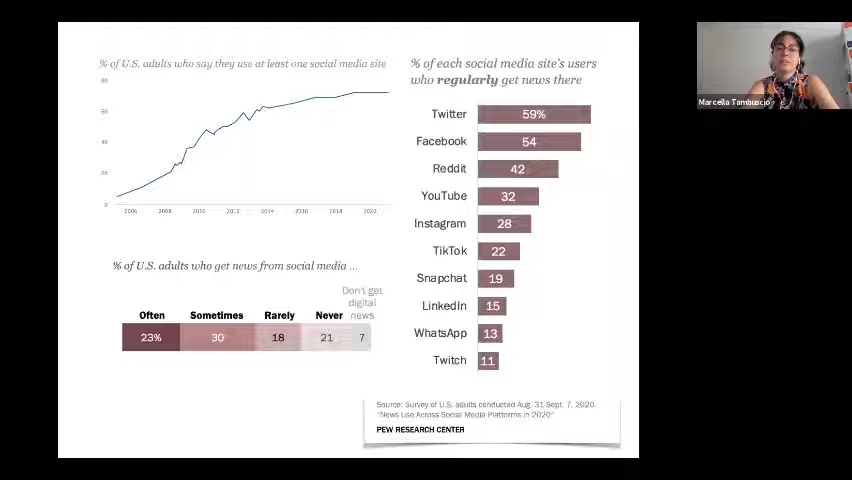 % of U.S. adults who say they use at least one social media site
80
60
40
20
0
2006 2008 2010 2012 2014 2016 2018 2020
% of U.S. adults who get news from social media ...
Don't get
digital
news
Often Sometimes Rarely Never
23% 30 18 21 7
% of each social media site's users
who regularly get news there
Twitter 59%
Facebook 54
Reddit 42
YouTube 32
Instagram 28
TikTok 22
Snapchat 19
LinkedIn 15
WhatsApp 13
Twitch 11
Source: Survey of U.S. adults conducted Aug. 31-Sept. 7, 2020.
"News Use Across Social Media Platforms in 2020"
PEW RESEARCH CENTER
Marcella Tambuscio